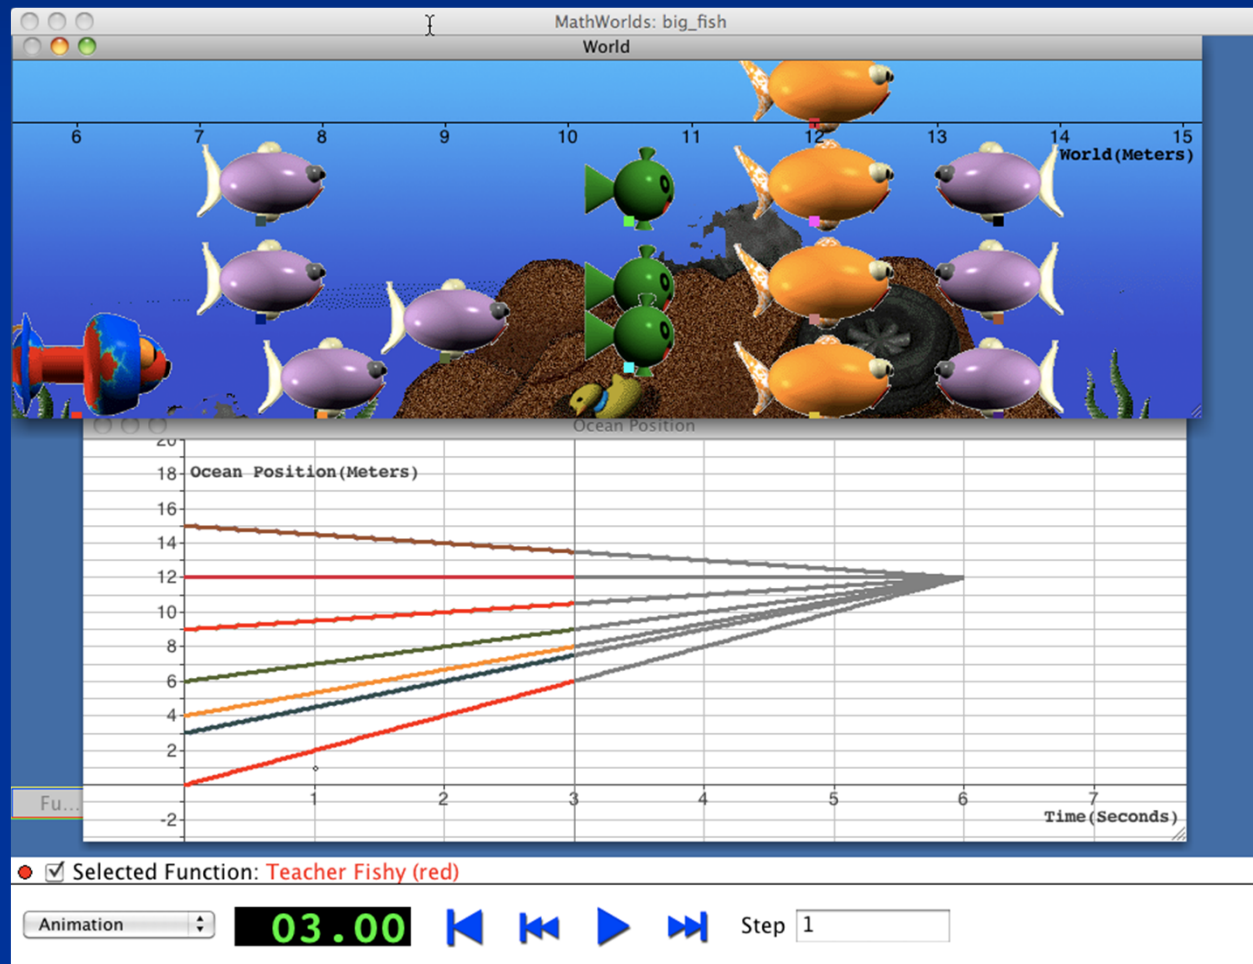 MathWorlds: big_fish
World
6 7 8 9 10 11 12 13 14 15
World(Meters)
Ocean Position
20
Ocean Position(Meters)
18
16
14
12
10
8
6
4
2
-2
1 2 3 4 5 6 7
Time(Seconds)
Fu...
Selected Function: Teacher Fishy (red)
Animation 03.00 Step 1